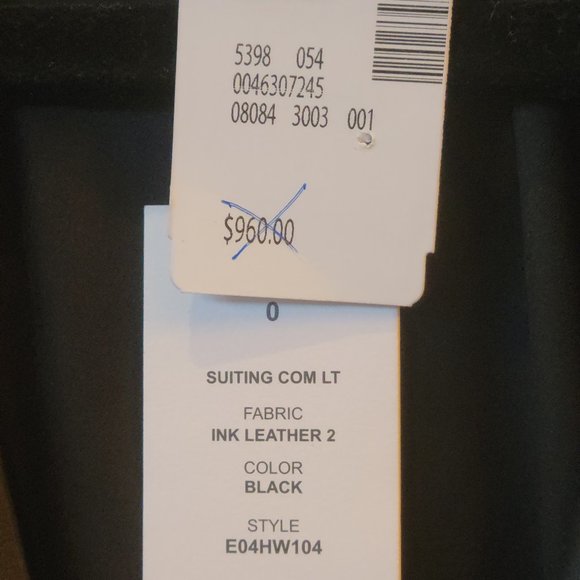 5398 054
0046307245
08084 3003 001
$960.00
0
SUITING COM LT
FABRIC
INK LEATHER 2
COLOR
BLACK
STYLE
E04HW104